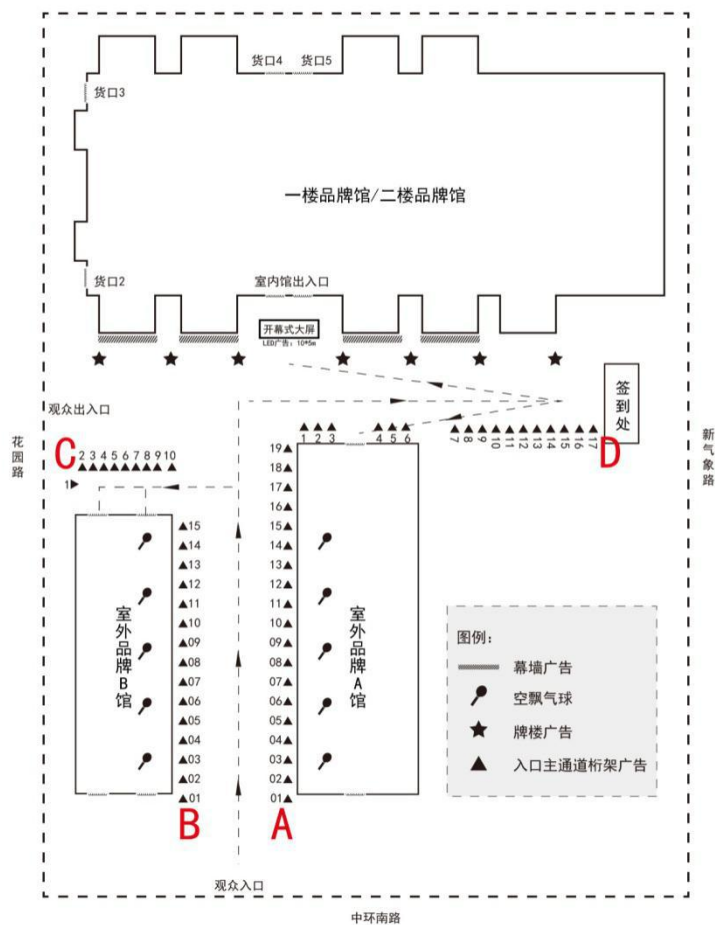 货口4 货口5
货口3
一楼品牌馆/二楼品牌馆
货口2
室内馆出入口
开幕式大屏
LED广告：10*5m
签到处
观众出入口
花园路
新气象路
C
2 3 4 5 6 7 8 9 10
1
1 2 3
4 5 6
7 8 9 10 11 12 13 14 15 16 17
D
19
18
17
16
15
14
13
12
11
10
09
08
07
06
05
04
03
02
01
A
15
14
13
12
11
10
09
08
07
06
05
04
03
02
01
B
室外品牌B馆
室外品牌A馆
图例：
幕墙广告
空飘气球
牌楼广告
入口主通道桁架广告
观众入口
中环南路